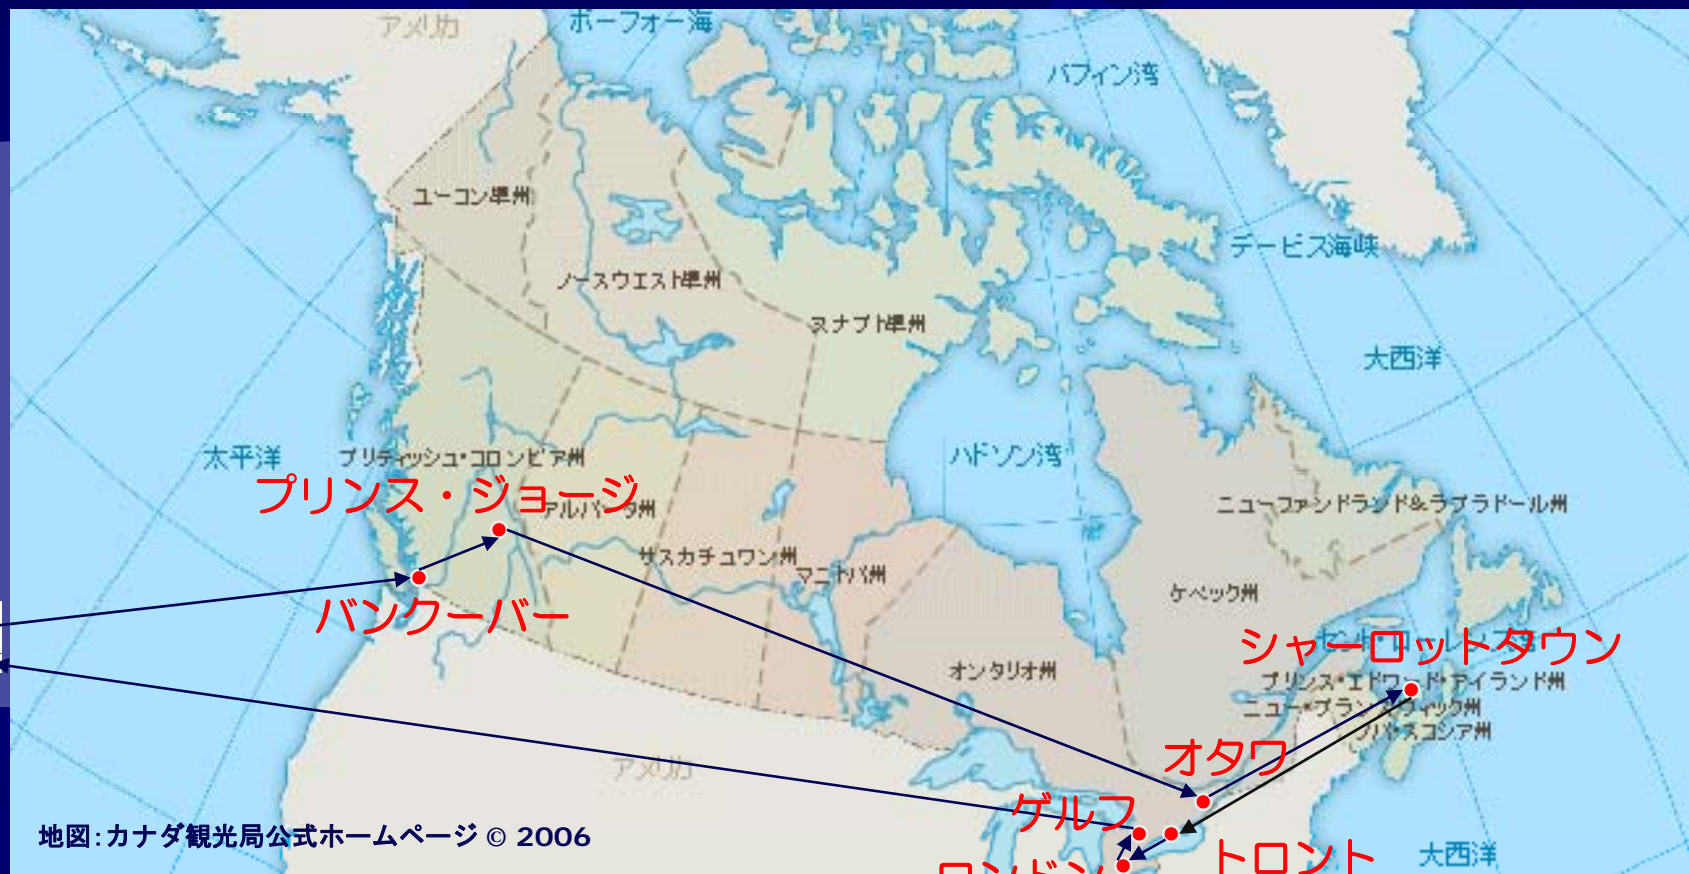 アメリカ
ボーフォー海
バフィン湾
ユーコン準州
デービス海峡
ノースウエスト準州
ヌナブト準州
大西洋
太平洋
ブリティッシュ・コロンビア州
ハドソン湾
プリンス・ジョージ
アルバータ州
ニューファンドランド&ラブラドール州
サスカチュワン州
マニトバ州
ケベック州
バンクーバー
シャーロットタウン
オンタリオ州
プリンス・エドワード・アイランド州
ニュー・ブランズウィック州
ノバ・スコシア州
オタワ
アメリカ
ゲルフ
地図:カナダ観光局公式ホームページ © 2006
トロント
大西洋
ロンドン